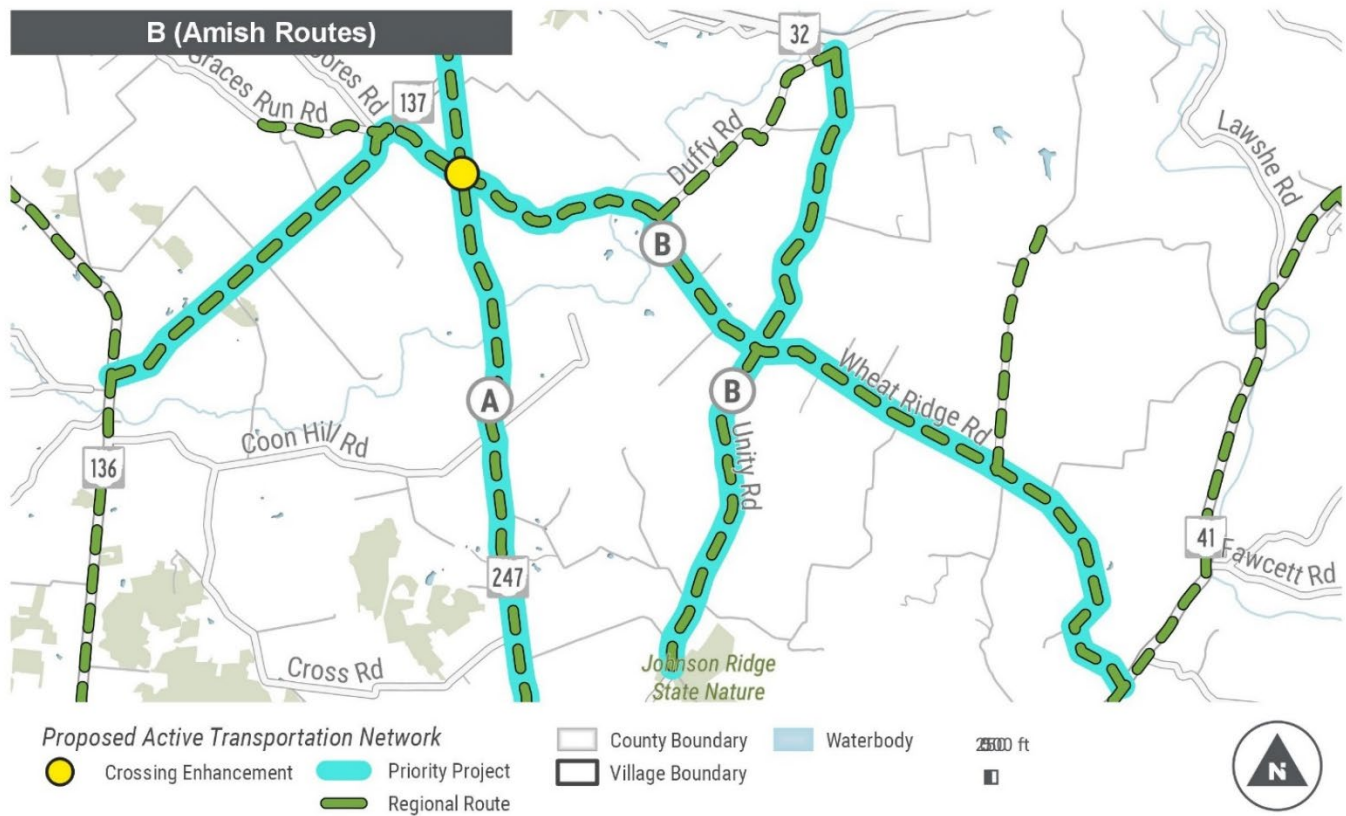 B (Amish Routes)
32
Graces Run Rd
ores Rd
137
Duffy Rd
Lawshe Rd
B
A
B
Wheat Ridge Rd
Unity Rd
Coon Hill Rd
136
41
Fawcett Rd
247
Cross Rd
Johnson Ridge
State Nature
Proposed Active Transportation Network
Crossing Enhancement
Priority Project
Regional Route
County Boundary
Village Boundary
Waterbody
ft
N